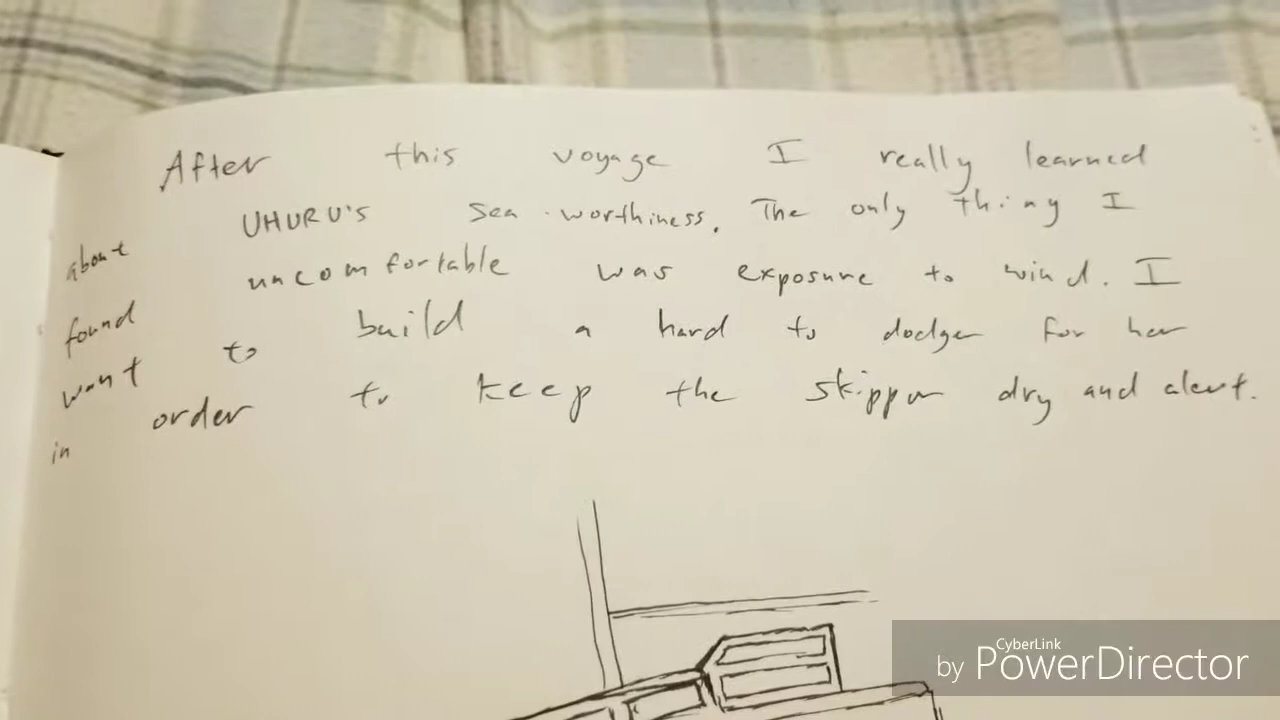 After this voyage I really learned
about UHURU'S sea-worthiness. The only thing I
found uncomfortable was exposure to wind. I
want to build a hard to dodger for her
in order to keep the skipper dry and alert.
CyberLink
by PowerDirector